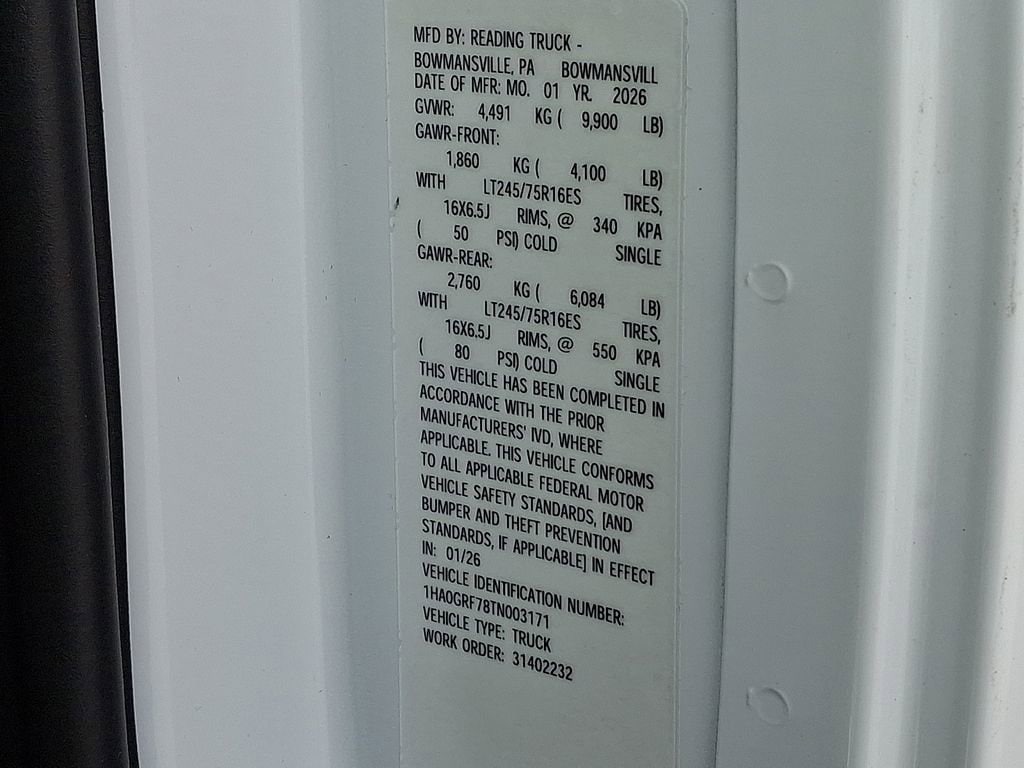 MFD BY: READING TRUCK -
BOWMANSVILLE, PA BOWMANSVILL
DATE OF MFR: MO. 01 YR. 2026
GVWR: 4,491 KG ( 9,900 LB)
GAWR-FRONT:
1,860 KG ( 4,100 LB)
WITH LT245/75R16ES TIRES,
16X6.5J RIMS, @ 340 KPA
( 50 PSI) COLD SINGLE
GAWR-REAR:
2,760 KG ( 6,084 LB)
WITH LT245/75R16ES TIRES,
16X6.5J RIMS, @ 550 KPA
( 80 PSI) COLD SINGLE
THIS VEHICLE HAS BEEN COMPLETED IN
ACCORDANCE WITH THE PRIOR
MANUFACTURERS' IVD, WHERE
APPLICABLE. THIS VEHICLE CONFORMS
TO ALL APPLICABLE FEDERAL MOTOR
VEHICLE SAFETY STANDARDS, [AND
BUMPER AND THEFT PREVENTION
STANDARDS, IF APPLICABLE] IN EFFECT
IN: 01/26
VEHICLE IDENTIFICATION NUMBER:
1HA0GRF78TN003171
VEHICLE TYPE: TRUCK
WORK ORDER: 31402232